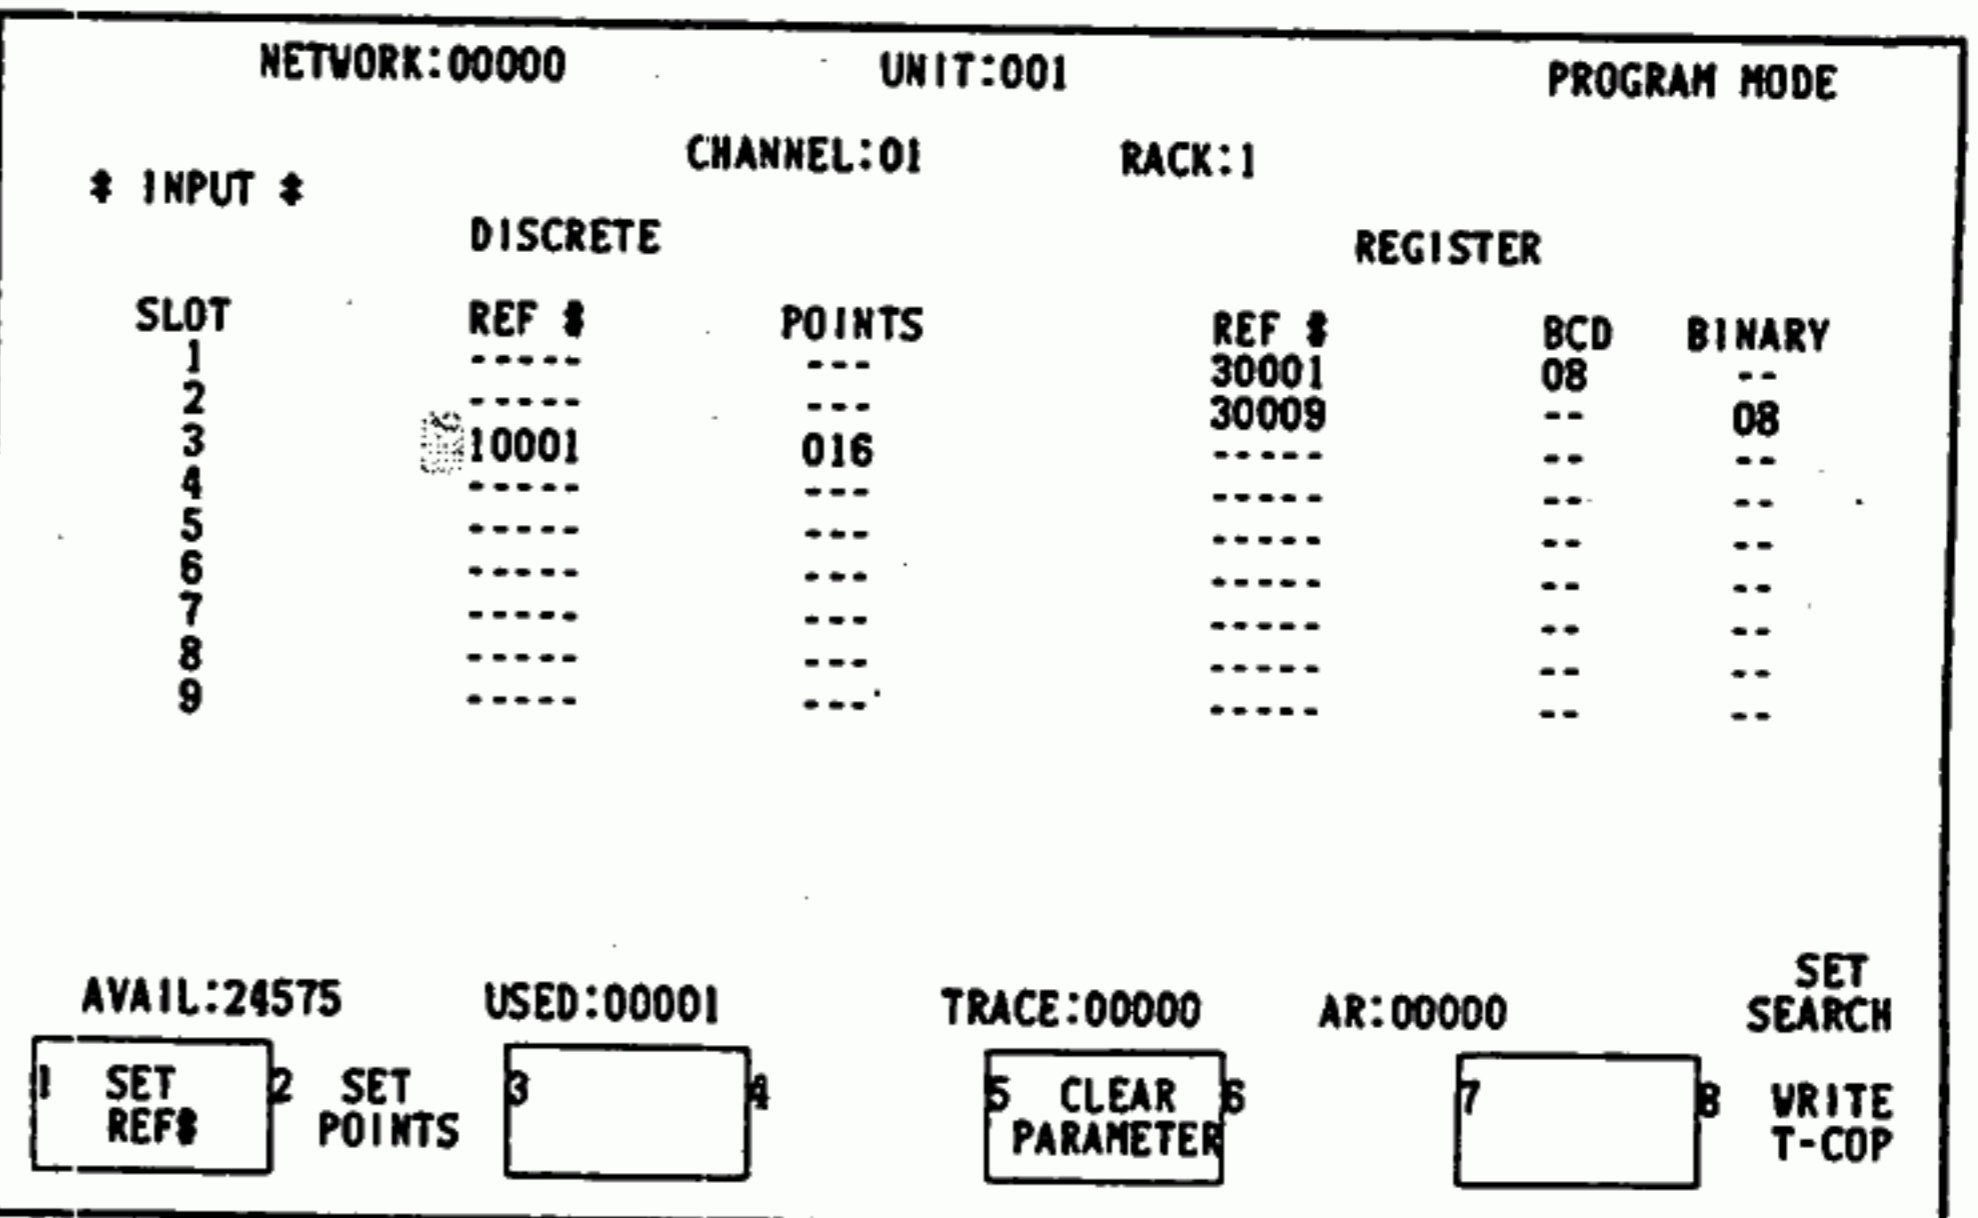 NETWORK:00000 UNIT:001 PROGRAM MODE
CHANNEL:01 RACK:1
* INPUT *
DISCRETE REGISTER
SLOT REF # POINTS REF # BCD BINARY
1 ----- --- 30001 08 --
2 ----- --- 30009 -- 08
3 10001 016 ----- -- --
4 ----- --- ----- -- --
5 ----- --- ----- -- --
6 ----- --- ----- -- --
7 ----- --- ----- -- --
8 ----- --- ----- -- --
9 ----- --- ----- -- --
SET
AVAIL:24575 USED:00001 TRACE:00000 AR:00000 SEARCH
1 SET 2 SET 3 4 5 CLEAR 6 7 8 WRITE
REF# POINTS PARAMETER T-COP